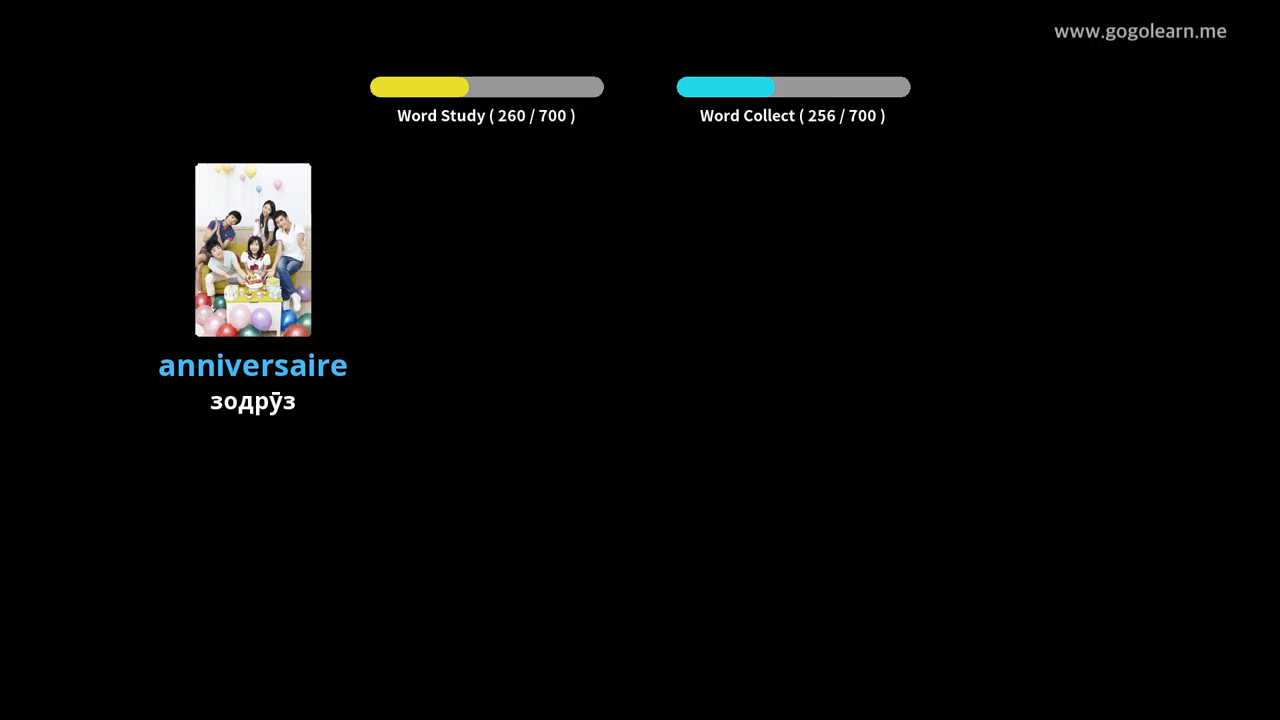 www.gogolearn.me
Word Study ( 260 / 700 )
Word Collect ( 256 / 700 )
anniversaire
зодрӯз